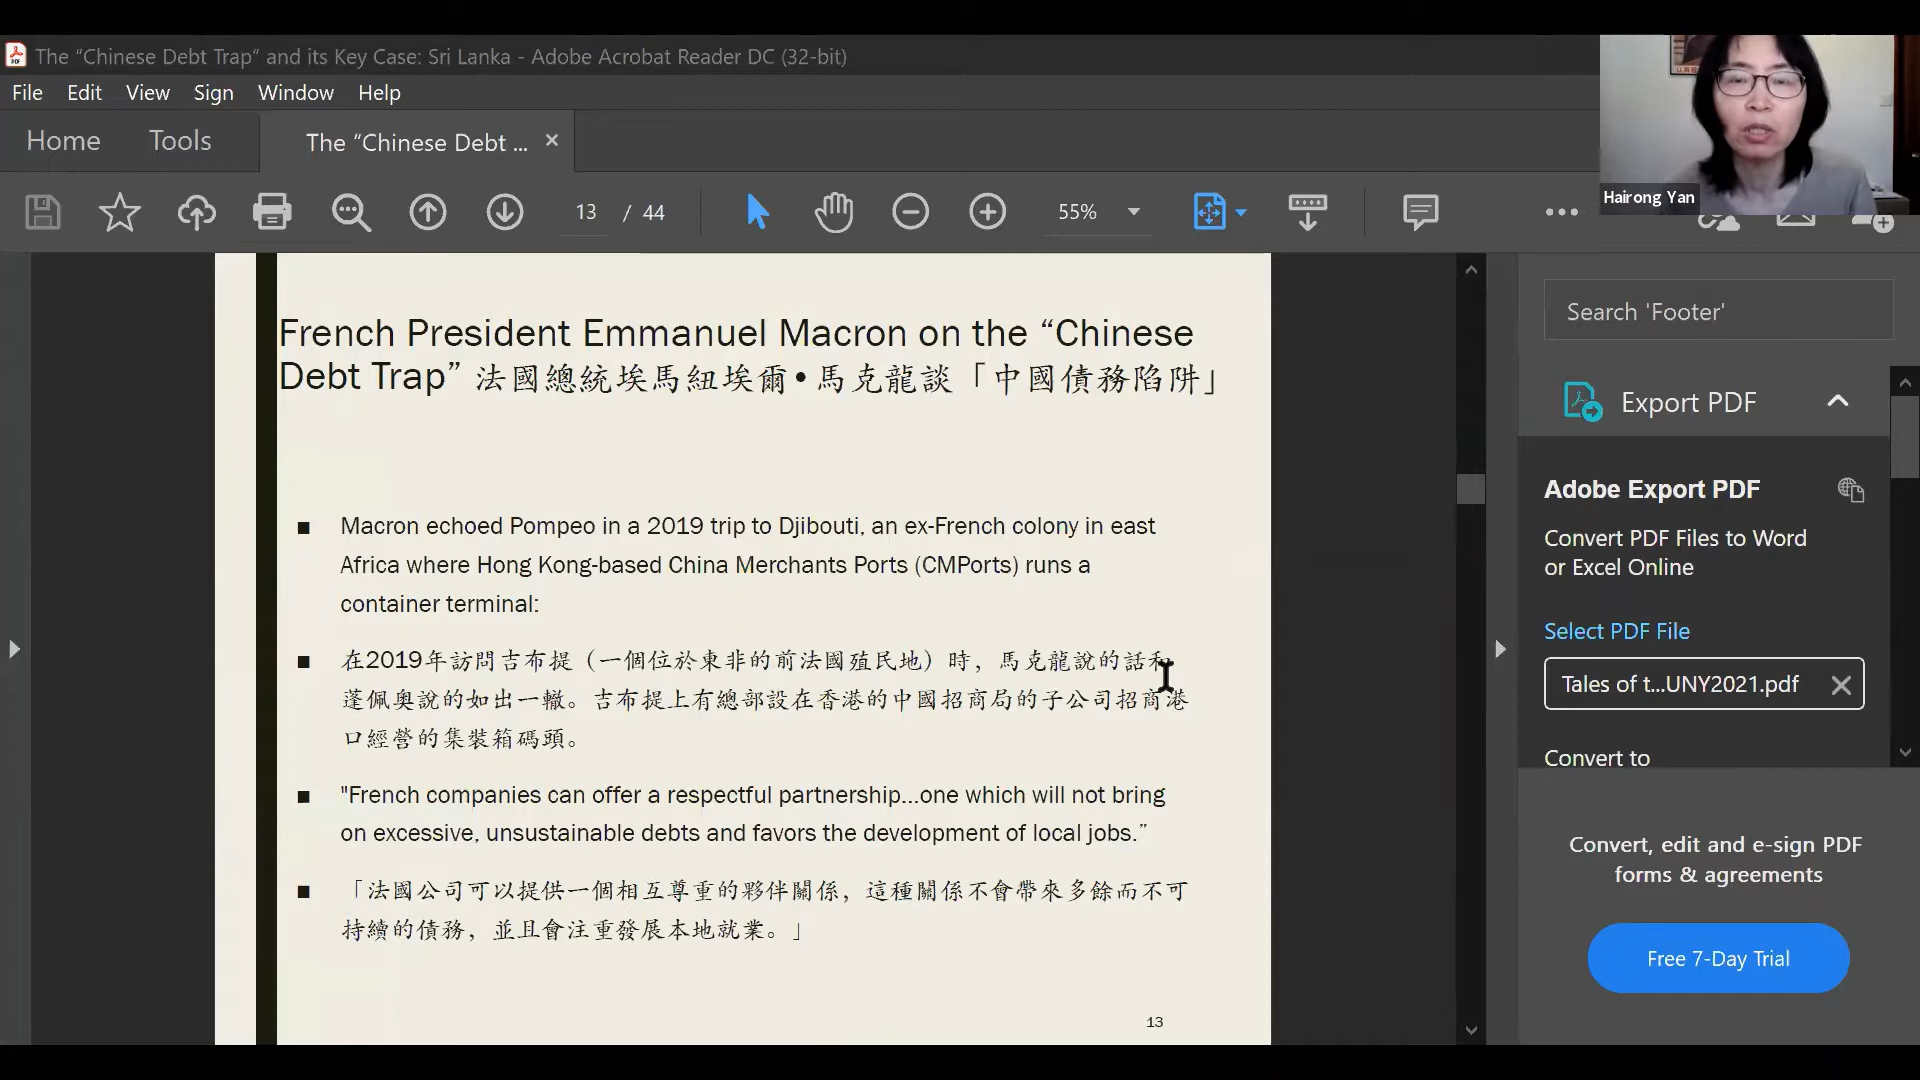 The “Chinese Debt Trap” and its Key Case: Sri Lanka - Adobe Acrobat Reader DC (32-bit)
File Edit View Sign Window Help
Home Tools The “Chinese Debt ...
13 / 44 55%
Hairong Yan
French President Emmanuel Macron on the “Chinese
Debt Trap” 法國總統埃馬紐埃爾•馬克龍談「中國債務陷阱」
■ Macron echoed Pompeo in a 2019 trip to Djibouti, an ex-French colony in east
Africa where Hong Kong-based China Merchants Ports (CMPorts) runs a
container terminal:
■ 在2019年訪問吉布提（一個位於東非的前法國殖民地）時，馬克龍說的話和
蓬佩奧說的如出一轍。吉布提上有總部設在香港的中國招商局的子公司招商港
口經營的集裝箱碼頭。
■ "French companies can offer a respectful partnership...one which will not bring
on excessive, unsustainable debts and favors the development of local jobs.”
■ 「法國公司可以提供一個相互尊重的夥伴關係，這種關係不會帶來多餘而不可
持續的債務，並且會注重發展本地就業。」
13
Search 'Footer'
Export PDF
Adobe Export PDF
Convert PDF Files to Word
or Excel Online
Select PDF File
Tales of t...UNY2021.pdf
Convert to
Convert, edit and e-sign PDF
forms & agreements
Free 7-Day Trial